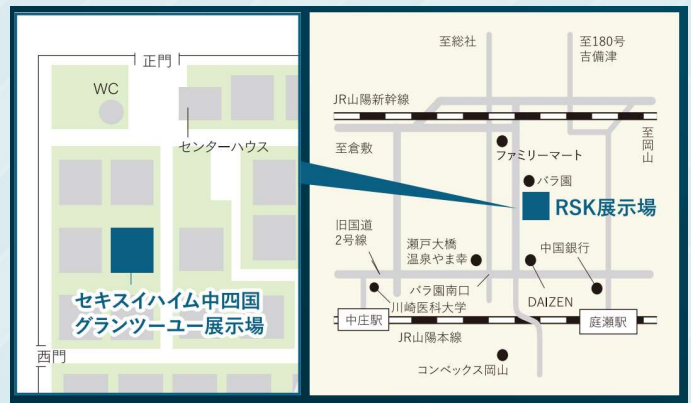 正門
WC
センターハウス
セキスイハイム中四国
グランツーユー展示場
西門
至総社
至180号
吉備津
JR山陽新幹線
至倉敷
ファミリーマート
至岡山
バラ園
RSK展示場
旧国道
2号線
瀬戸大橋
温泉やま幸
中国銀行
バラ園南口
川崎医科大学
DAIZEN
中庄駅
庭瀬駅
JR山陽本線
コンベックス岡山